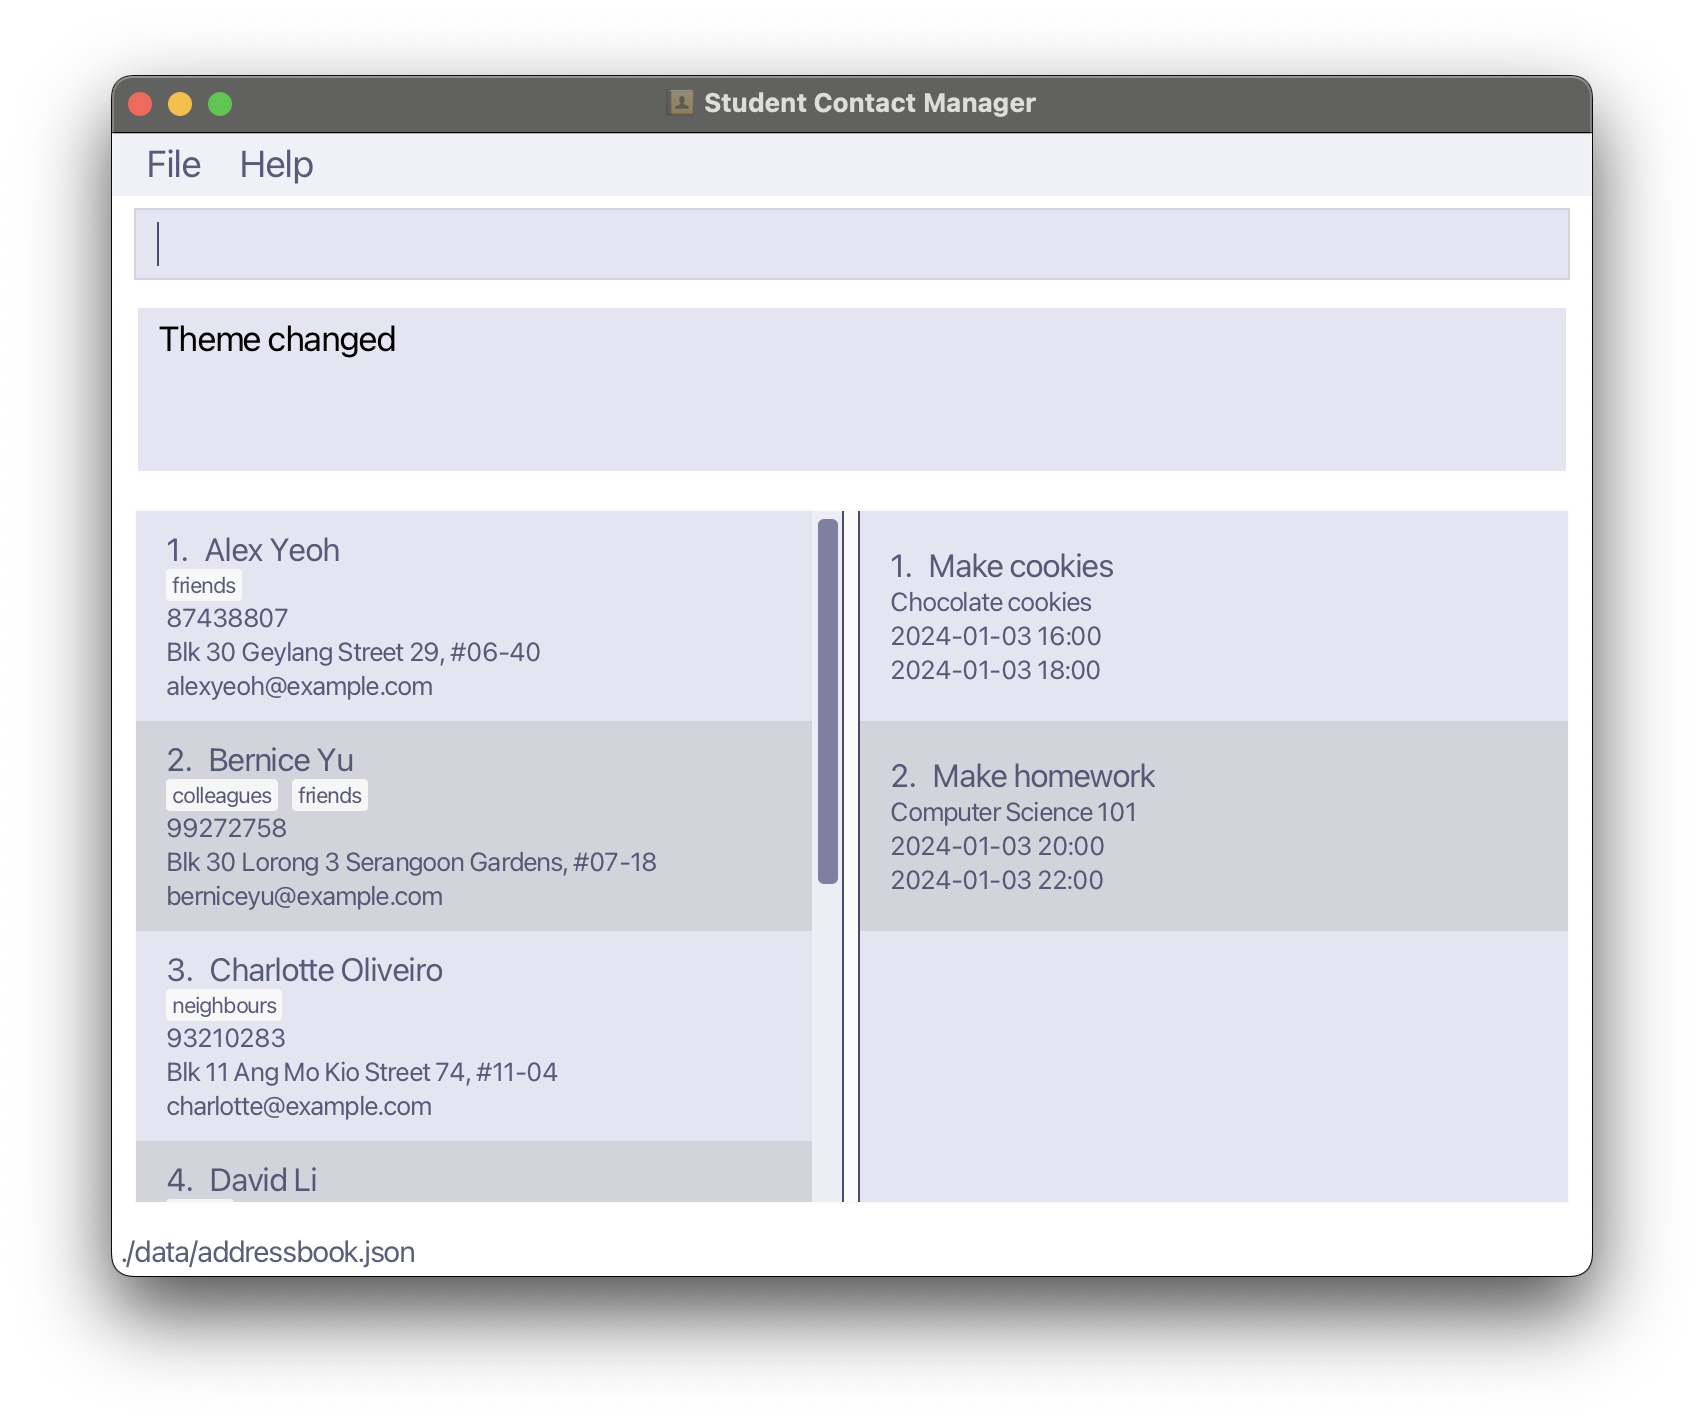 Student Contact Manager
File Help
Theme changed
1. Alex Yeoh
friends
87438807
Blk 30 Geylang Street 29, #06-40
alexyeoh@example.com
2. Bernice Yu
colleagues friends
99272758
Blk 30 Lorong 3 Serangoon Gardens, #07-18
berniceyu@example.com
3. Charlotte Oliveiro
neighbours
93210283
Blk 11 Ang Mo Kio Street 74, #11-04
charlotte@example.com
4. David Li
1. Make cookies
Chocolate cookies
2024-01-03 16:00
2024-01-03 18:00
2. Make homework
Computer Science 101
2024-01-03 20:00
2024-01-03 22:00
./data/addressbook.json